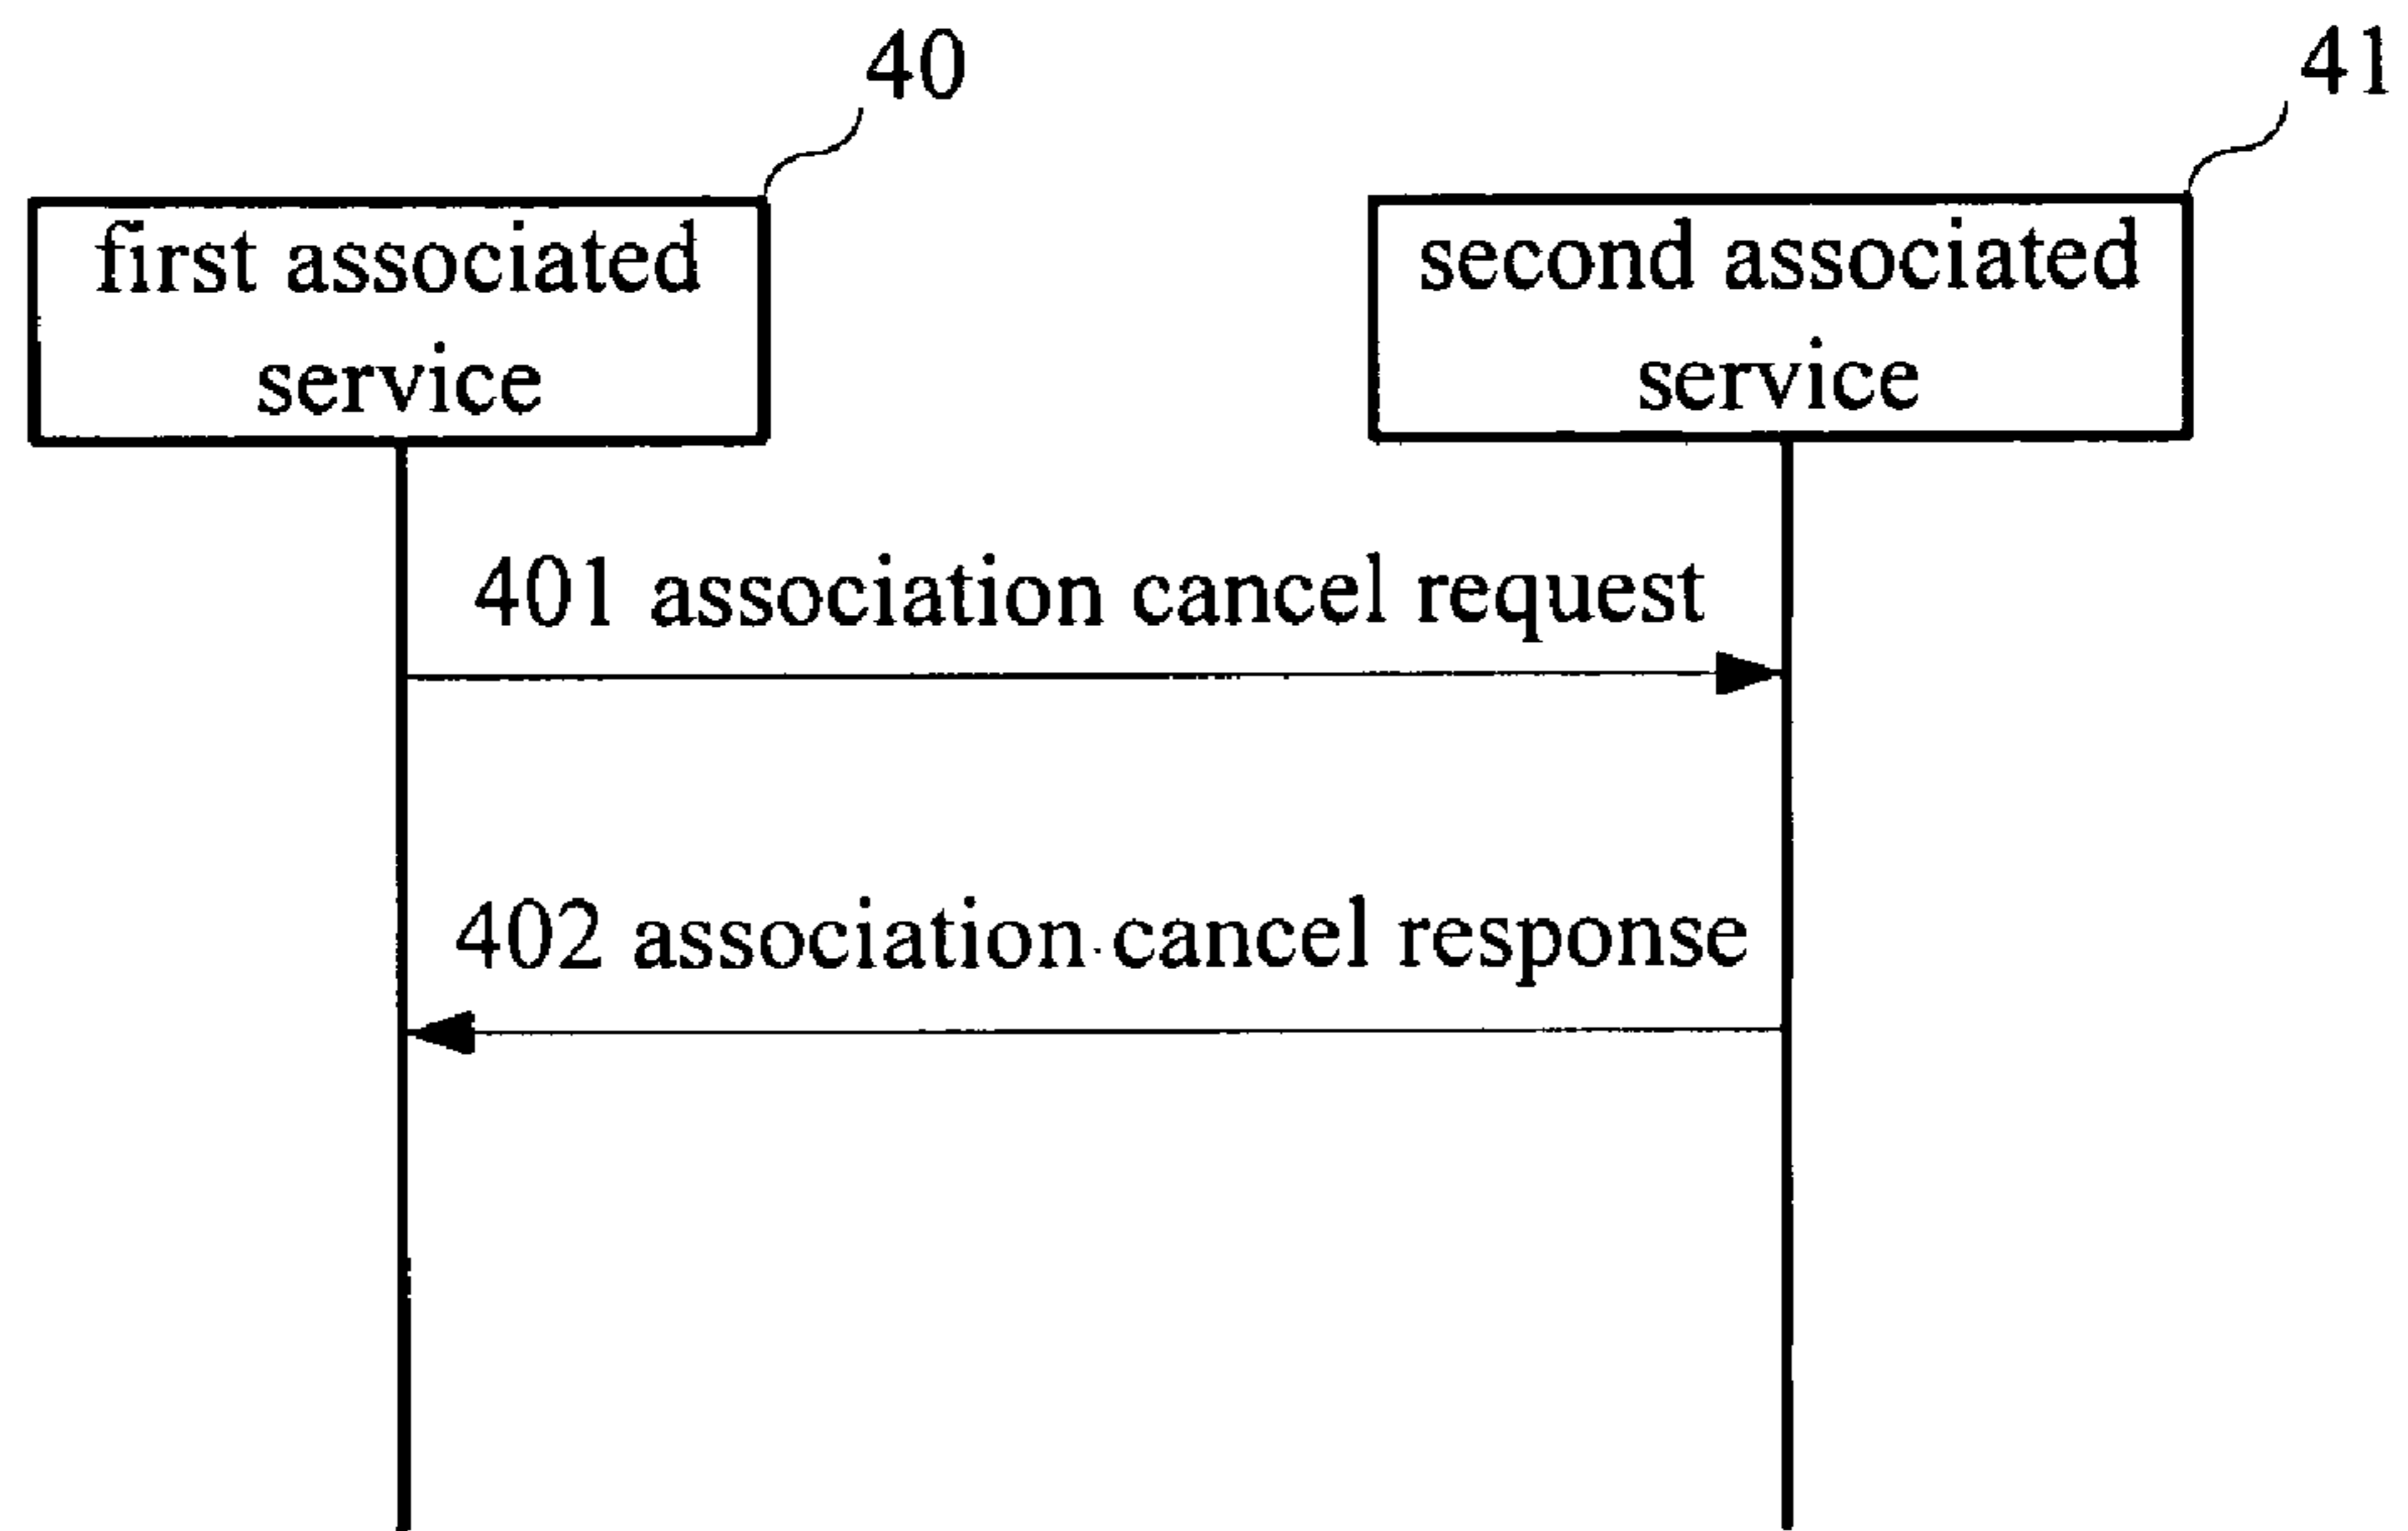 40
41
first associated
service
second associated
service
401 association cancel request
402 association cancel response